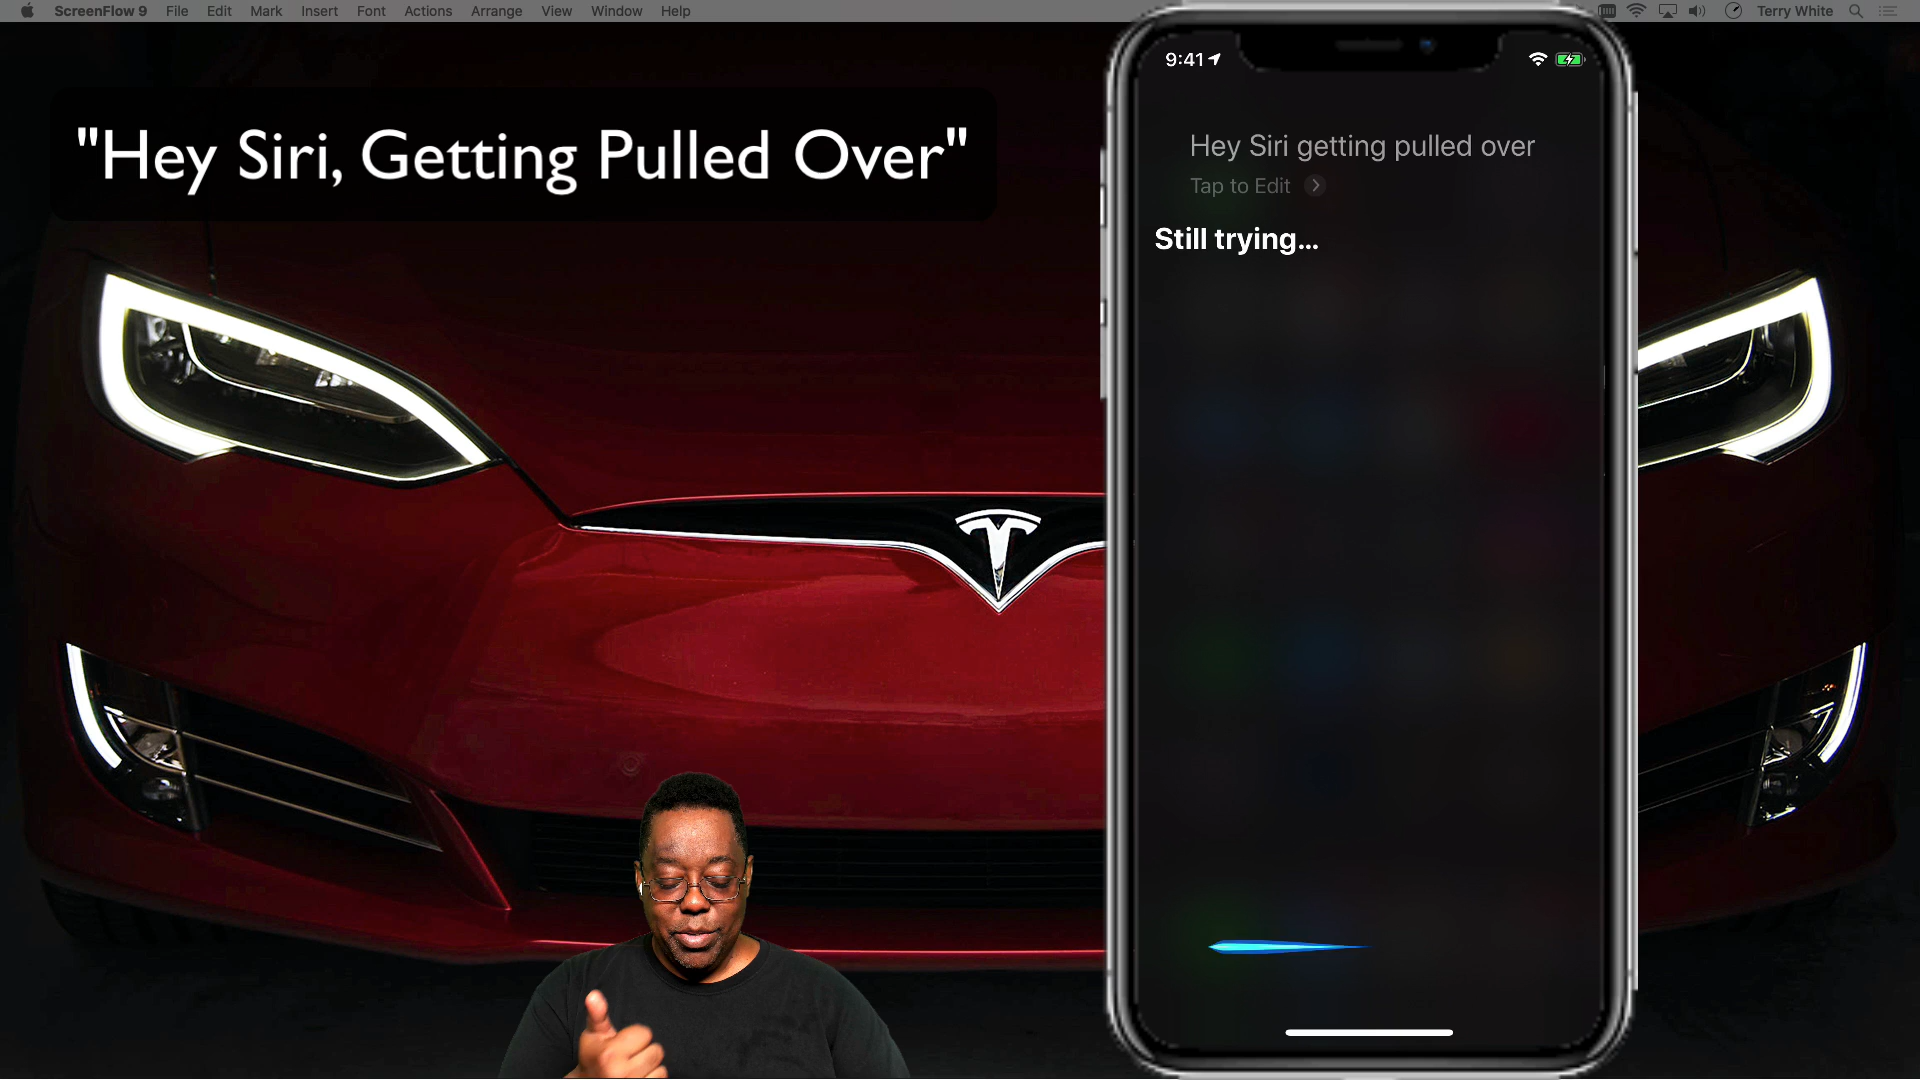 ScreenFlow 9 File Edit Mark Insert Font Actions Arrange View Window Help Terry White
"Hey Siri, Getting Pulled Over"
9:41
Hey Siri getting pulled over
Tap to Edit
Still trying...